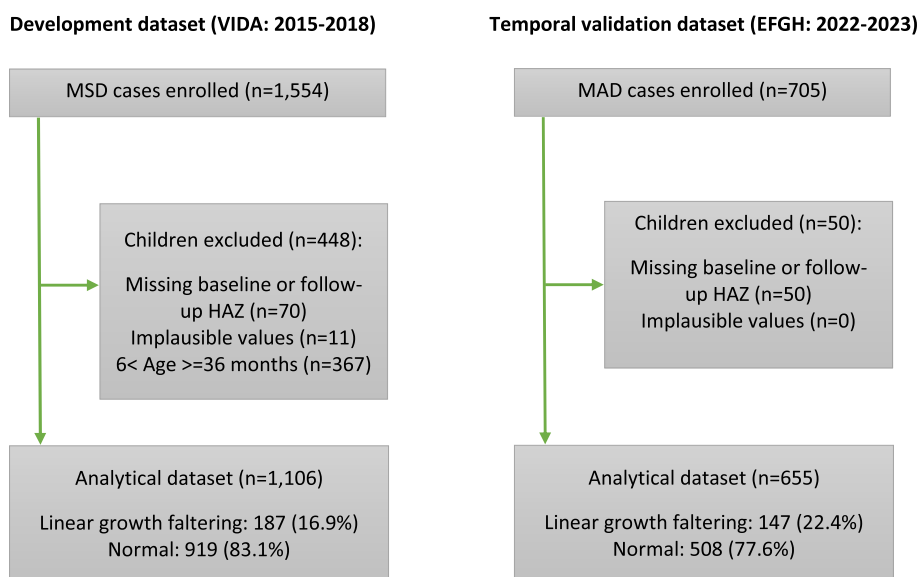 Development dataset (VIDA: 2015-2018)
MSD cases enrolled (n=1,554)
Children excluded (n=448):
Missing baseline or follow-
up HAZ (n=70)
Implausible values (n=11)
6< Age >=36 months (n=367)
Analytical dataset (n=1,106)
Linear growth faltering: 187 (16.9%)
Normal: 919 (83.1%)
Temporal validation dataset (EFGH: 2022-2023)
MAD cases enrolled (n=705)
Children excluded (n=50):
Missing baseline or follow-
up HAZ (n=50)
Implausible values (n=0)
Analytical dataset (n=655)
Linear growth faltering: 147 (22.4%)
Normal: 508 (77.6%)